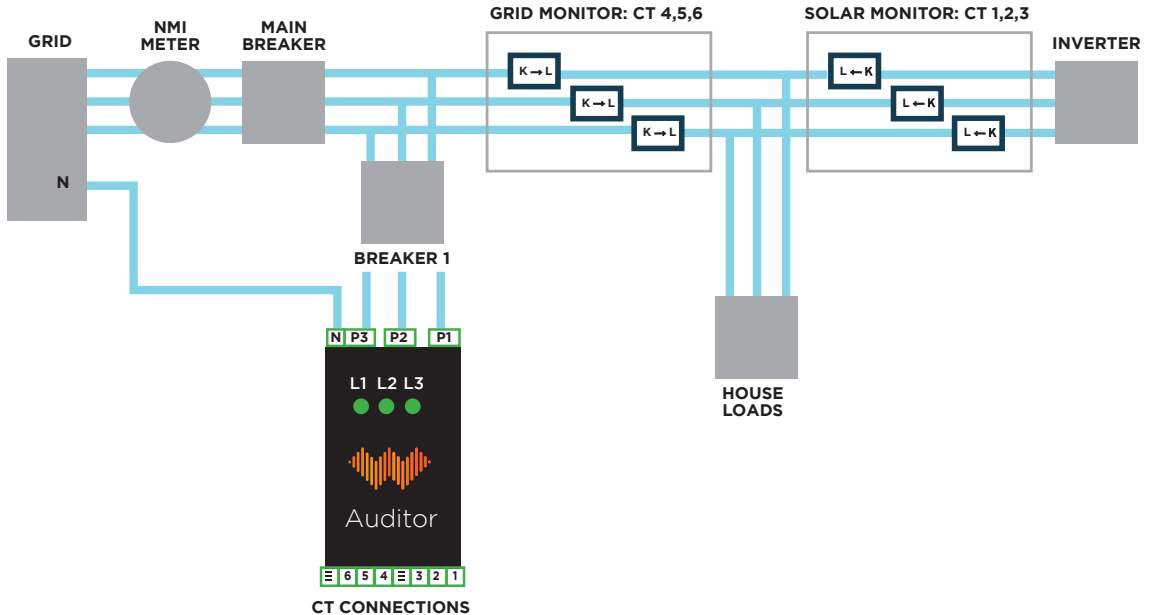 GRID MONITOR: CT 4,5,6
SOLAR MONITOR: CT 1,2,3
GRID
NMI
METER
MAIN
BREAKER
INVERTER
K→L
K→L
K→L
L←K
L←K
L←K
N
BREAKER 1
N P3 P2 P1
L1 L2 L3
HOUSE
LOADS
Auditor
6 5 4 3 2 1
CT CONNECTIONS